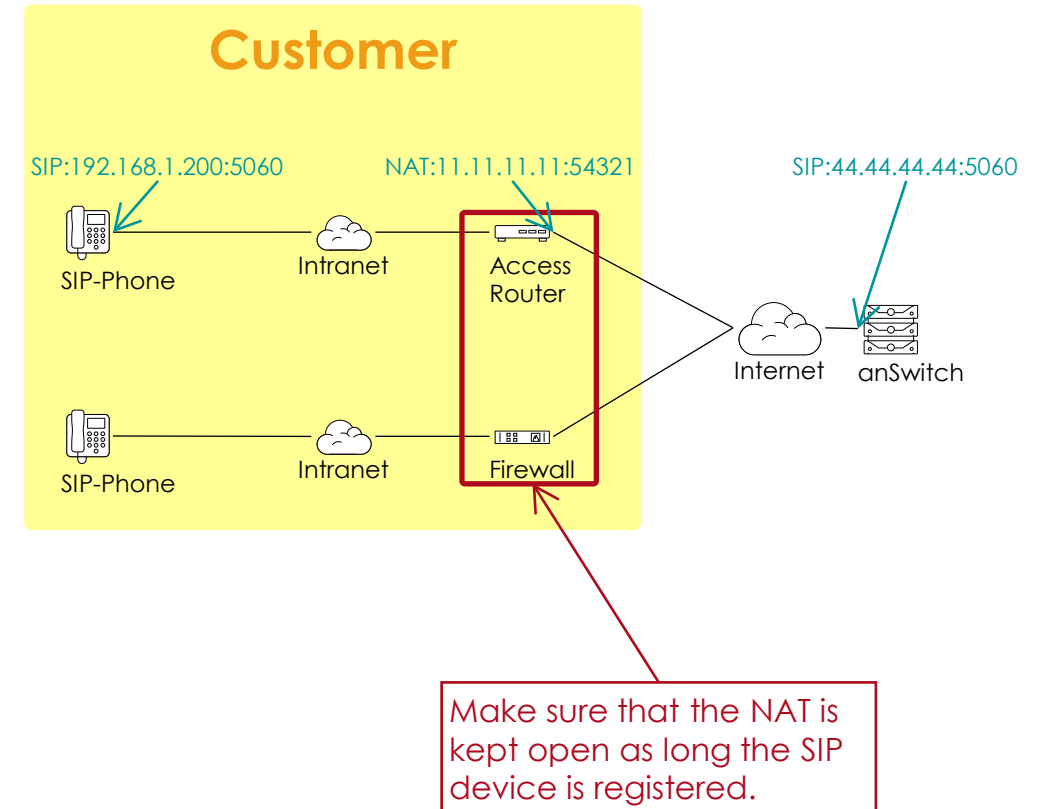 Customer
SIP:192.168.1.200:5060
NAT:11.11.11.11:54321
SIP:44.44.44.44:5060
SIP-Phone
Intranet
Access
Router
Internet
anSwitch
SIP-Phone
Intranet
Firewall
Make sure that the NAT is
kept open as long the SIP
device is registered.